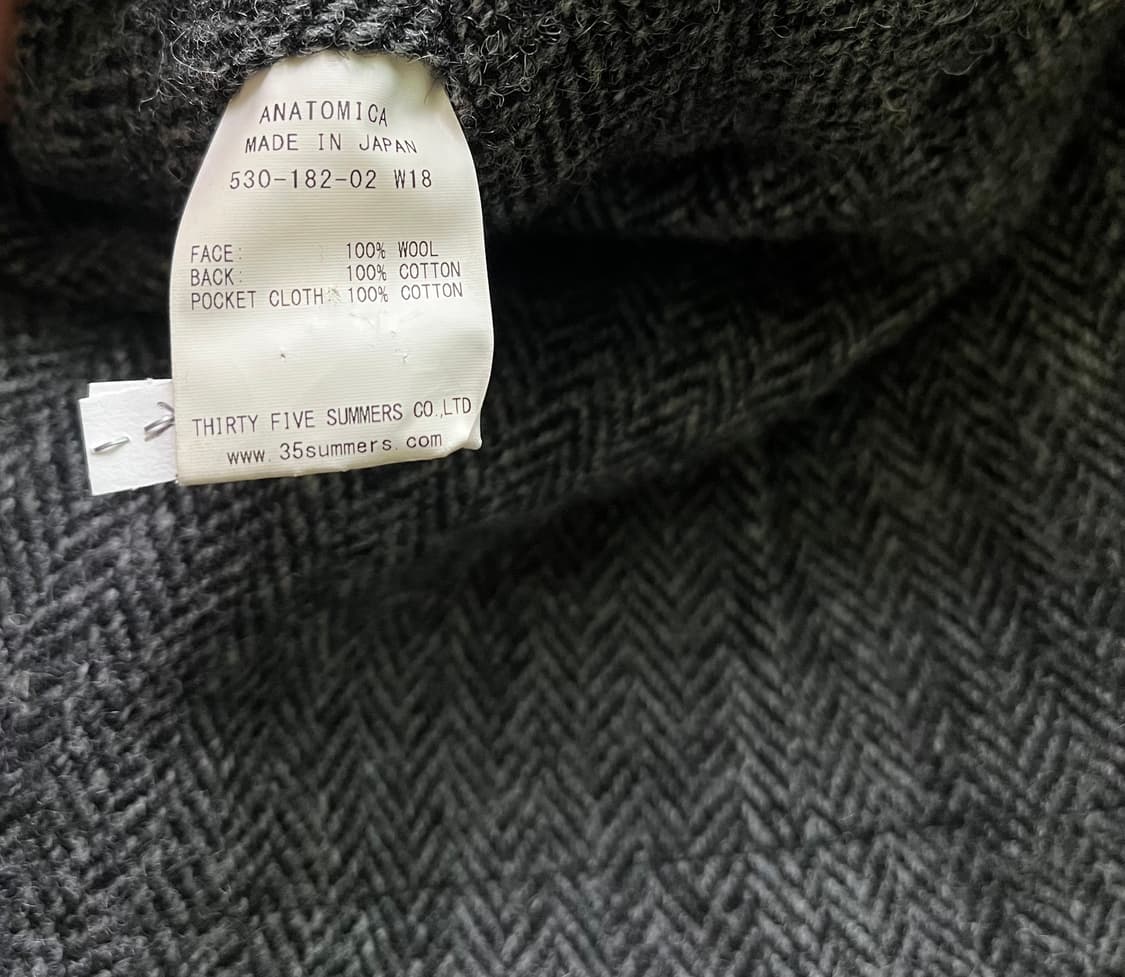 ANATOMICA
MADE IN JAPAN
530-182-02 W18
FACE: 100% WOOL
BACK: 100% COTTON
POCKET CLOTH: 100% COTTON
THIRTY FIVE SUMMERS CO.,LTD
www.35summers.com